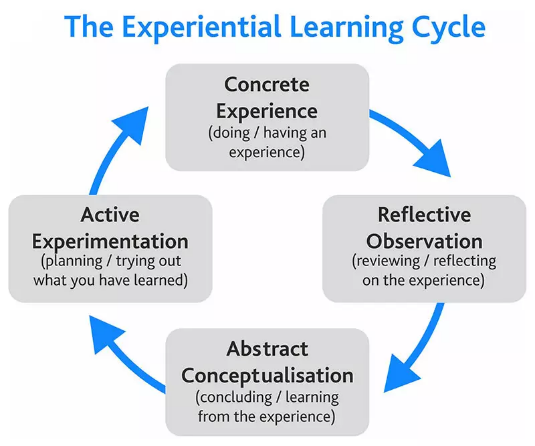 The Experiential Learning Cycle
Concrete
Experience
(doing / having an
experience)
Reflective
Observation
(reviewing / reflecting
on the experience)
Abstract
Conceptualisation
(concluding / learning
from the experience)
Active
Experimentation
(planning / trying out
what you have learned)